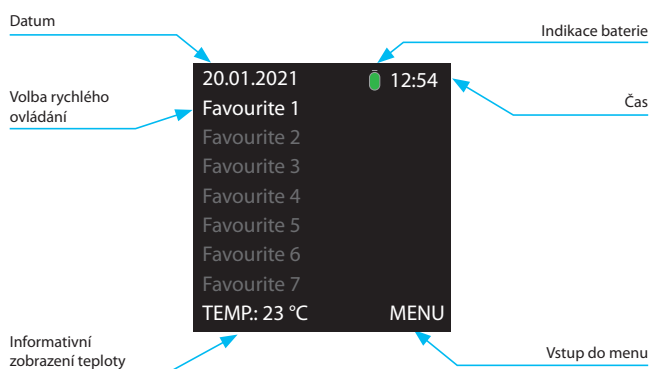 Datum
Indikace baterie
20.01.2021 12:54
Volba rychlého
ovládání
Čas
Favourite 1
Favourite 2
Favourite 3
Favourite 4
Favourite 5
Favourite 6
Favourite 7
TEMP.: 23 °C MENU
Informativní
zobrazení teploty
Vstup do menu